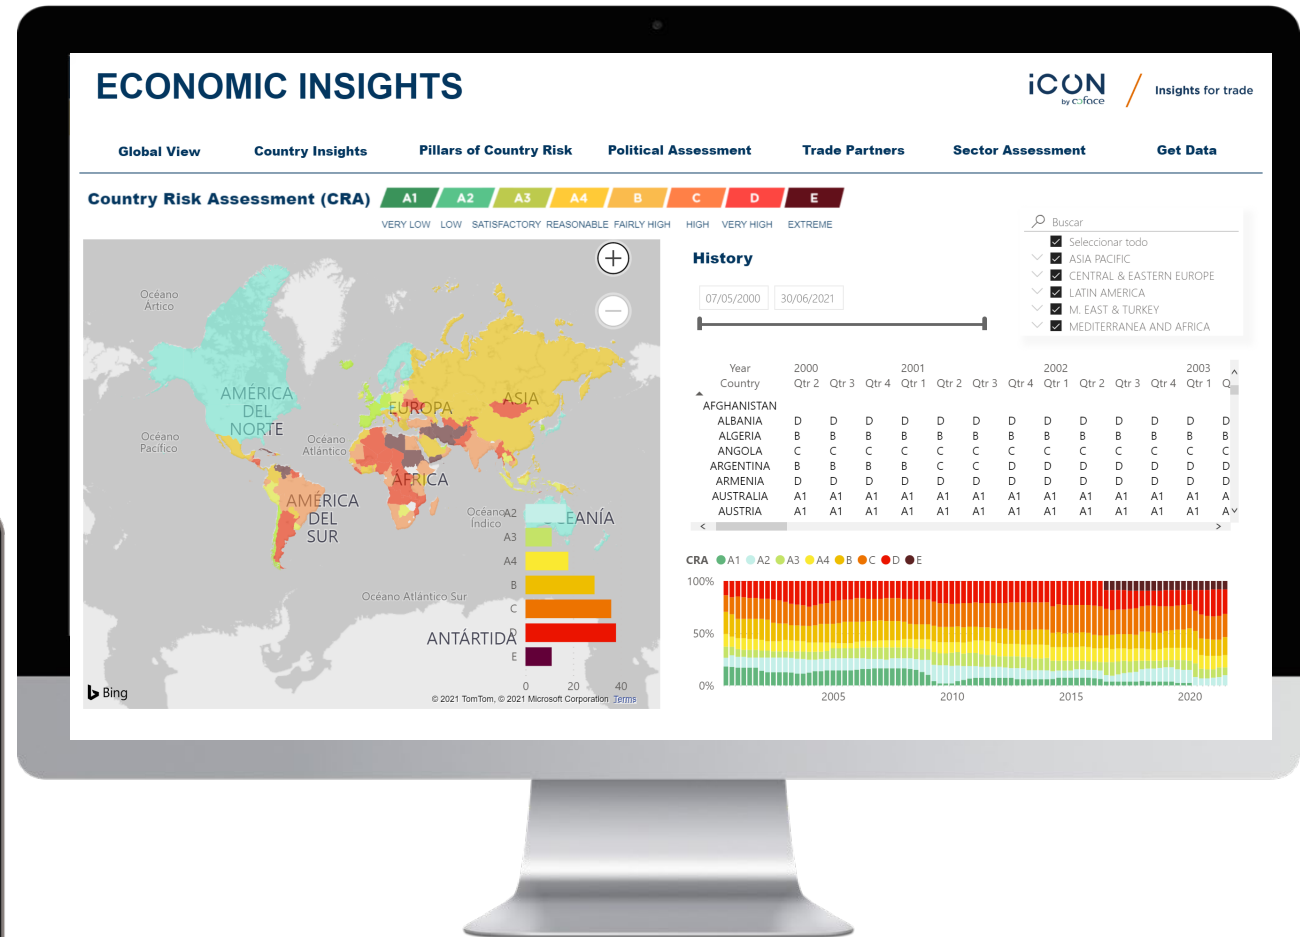 ECONOMIC INSIGHTS
iCON
by coface
Insights for trade
Global View Country Insights Pillars of Country Risk Political Assessment Trade Partners Sector Assessment Get Data
Country Risk Assessment (CRA)
A1 A2 A3 A4 B C D E
VERY LOW LOW SATISFACTORY REASONABLE FAIRLY HIGH HIGH VERY HIGH EXTREME
Océano
Ártico
AMÉRICA
DEL
NORTE
EUROPA
ASIA
Océano
Pacífico
Océano
Atlántico
ÁFRICA
AMÉRICA
DEL
SUR
Océano
Índico
OCEANÍA
Océano Atlántico Sur
ANTÁRTIDA
A2
A3
A4
B
C
D
E
0 20 40
Bing
© 2021 TomTom, © 2021 Microsoft Corporation Terms
History
07/05/2000 30/06/2021
Buscar
Seleccionar todo
ASIA PACIFIC
CENTRAL & EASTERN EUROPE
LATIN AMERICA
M. EAST & TURKEY
MEDITERRANEA AND AFRICA
Year 2000 2001 2002 2003
Country Qtr 2 Qtr 3 Qtr 4 Qtr 1 Qtr 2 Qtr 3 Qtr 4 Qtr 1 Qtr 2 Qtr 3 Qtr 4 Qtr 1 Q
AFGHANISTAN
ALBANIA D D D D D D D D D D D D D
ALGERIA B B B B B B B B B B B B B
ANGOLA C C C C C C C C C C C C C
ARGENTINA B B B B C C D D D D D D D
ARMENIA D D D D D D D D D D D D D
AUSTRALIA A1 A1 A1 A1 A1 A1 A1 A1 A1 A1 A1 A1 A
AUSTRIA A1 A1 A1 A1 A1 A1 A1 A1 A1 A1 A1 A1 A
CRA A1 A2 A3 A4 B C D E
100%
50%
0%
2005 2010 2015 2020